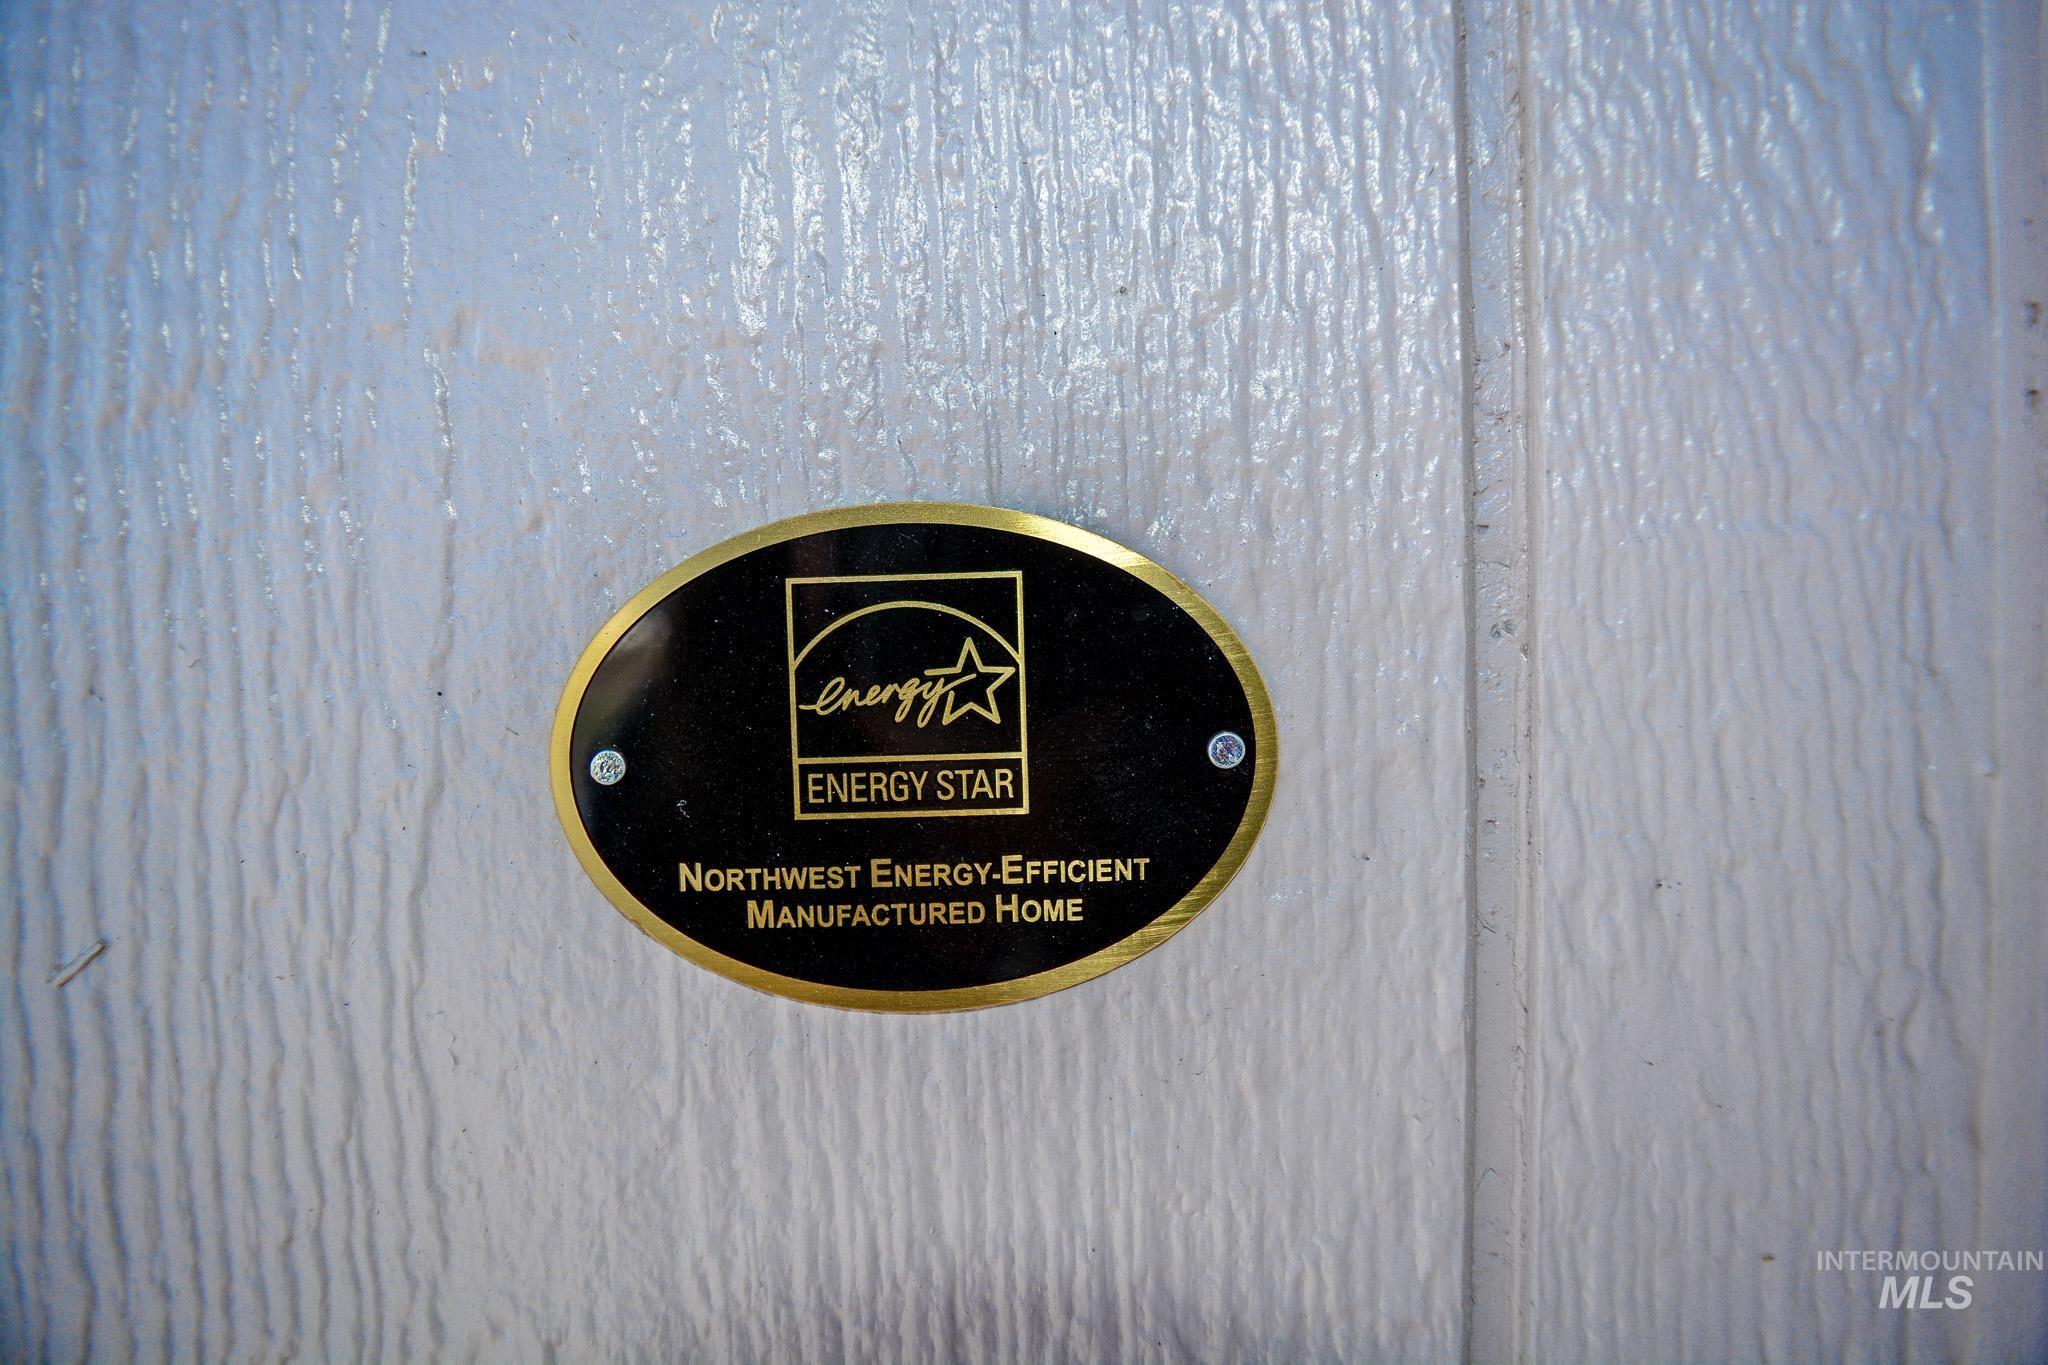 energy
ENERGY STAR
NORTHWEST ENERGY-EFFICIENT
MANUFACTURED HOME
INTERMOUNTAIN
MLS